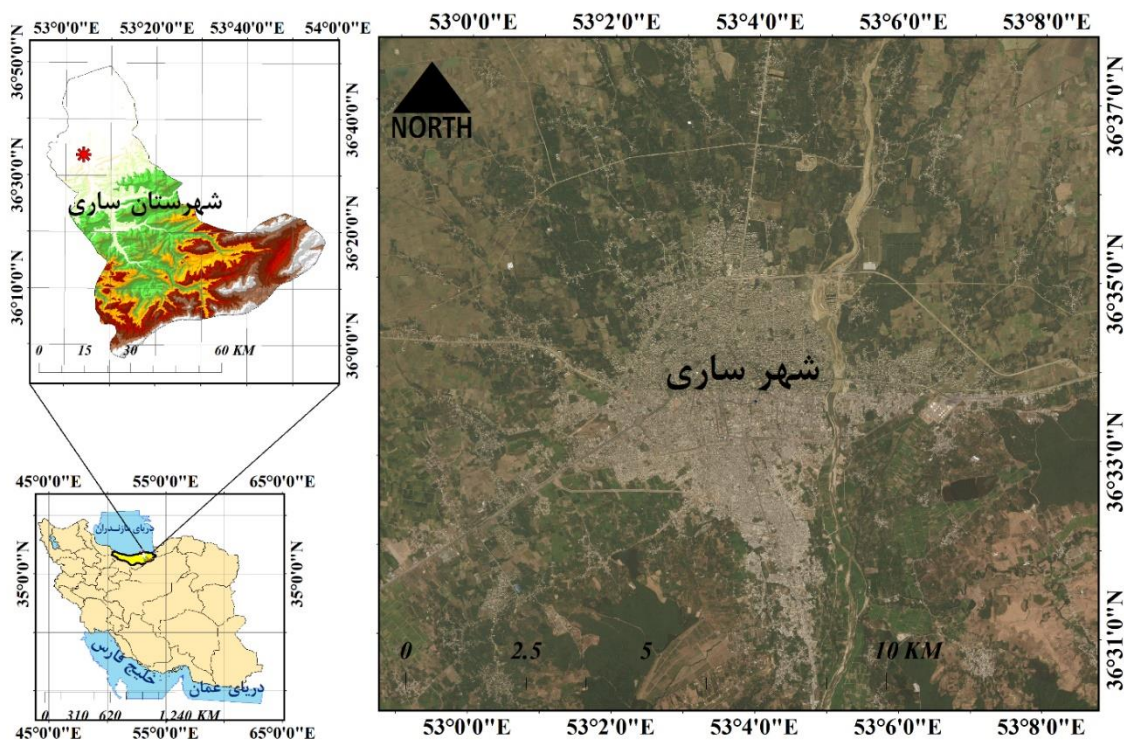 53°0'0"E 53°20'0"E 53°40'0"E 54°0'0"E
36°50'0"N
36°40'0"N
36°30'0"N
36°20'0"N
36°10'0"N
36°0'0"N
شهرستان ساری
0 15 30 60 KM
45°0'0"E 55°0'0"E 65°0'0"E
دریای مازندران
35°0'0"N
35°0'0"N
خلیج فارس
دریای عمان
0 310 620 1,240 KM
45°0'0"E 55°0'0"E 65°0'0"E
53°0'0"E 53°2'0"E 53°4'0"E 53°6'0"E 53°8'0"E
NORTH
36°37'0"N
36°35'0"N
شهر ساری
36°33'0"N
36°31'0"N
0 2.5 5 10 KM
53°0'0"E 53°2'0"E 53°4'0"E 53°6'0"E 53°8'0"E